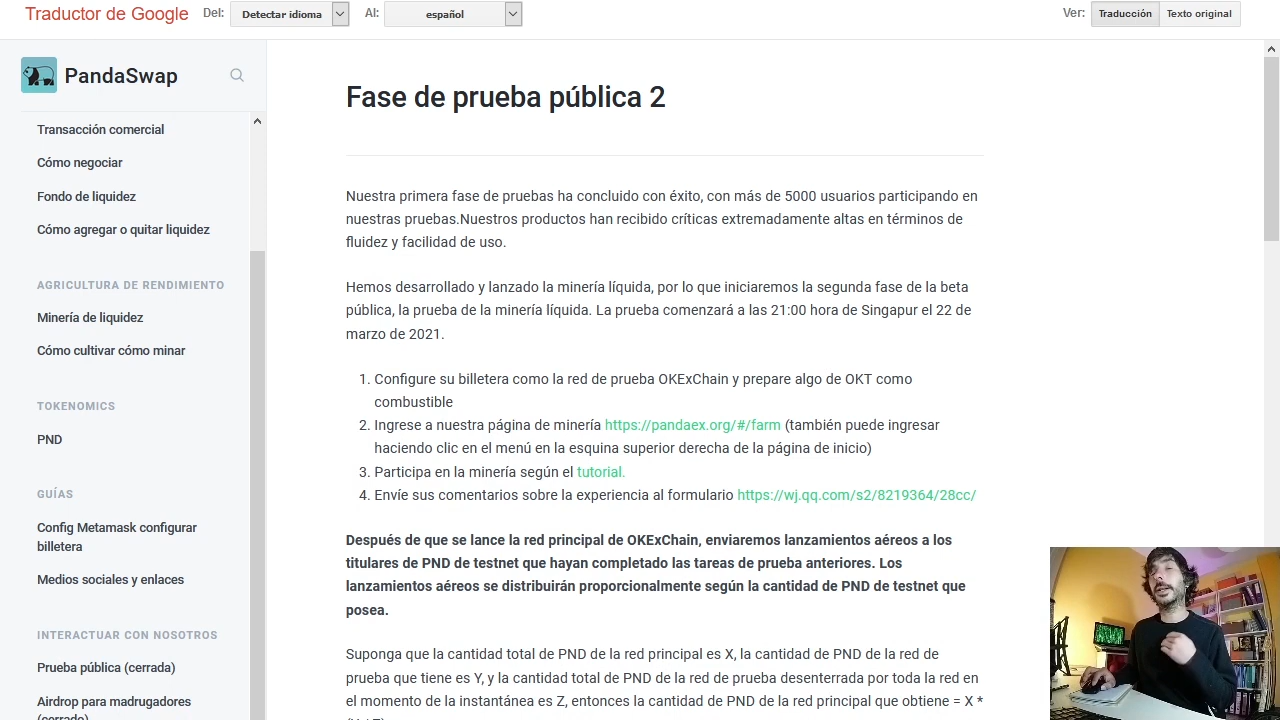 Traductor de Google Del: Detectar idioma Al: español Ver: Traducción Texto original
PandaSwap
Transacción comercial
Cómo negociar
Fondo de liquidez
Cómo agregar o quitar liquidez
AGRICULTURA DE RENDIMIENTO
Minería de liquidez
Cómo cultivar cómo minar
TOKENOMICS
PND
GUÍAS
Config Metamask configurar
billetera
Medios sociales y enlaces
INTERACTUAR CON NOSOTROS
Prueba pública (cerrada)
Airdrop para madrugadores
(cerrado)
Fase de prueba pública 2
Nuestra primera fase de pruebas ha concluido con éxito, con más de 5000 usuarios participando en
nuestras pruebas.Nuestros productos han recibido críticas extremadamente altas en términos de
fluidez y facilidad de uso.
Hemos desarrollado y lanzado la minería líquida, por lo que iniciaremos la segunda fase de la beta
pública, la prueba de la minería líquida. La prueba comenzará a las 21:00 hora de Singapur el 22 de
marzo de 2021.
1. Configure su billetera como la red de prueba OKExChain y prepare algo de OKT como
combustible
2. Ingrese a nuestra página de minería https://pandaex.org/#/farm (también puede ingresar
haciendo clic en el menú en la esquina superior derecha de la página de inicio)
3. Participa en la minería según el tutorial.
4. Envíe sus comentarios sobre la experiencia al formulario https://wj.qq.com/s2/8219364/28cc/
Después de que se lance la red principal de OKExChain, enviaremos lanzamientos aéreos a los
titulares de PND de testnet que hayan completado las tareas de prueba anteriores. Los
lanzamientos aéreos se distribuirán proporcionalmente según la cantidad de PND de testnet que
posea.
Suponga que la cantidad total de PND de la red principal es X, la cantidad de PND de la red de
prueba que tiene es Y, y la cantidad total de PND de la red de prueba desenterrada por toda la red en
el momento de la instantánea es Z, entonces la cantidad de PND de la red principal que obtiene = X *